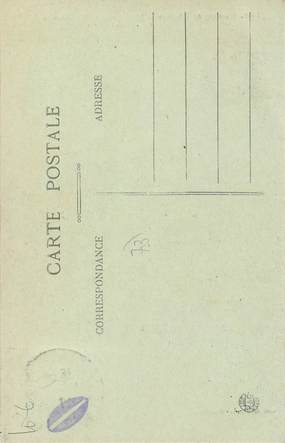 CARTE POSTALE
CORRESPONDANCE
ADRESSE
73